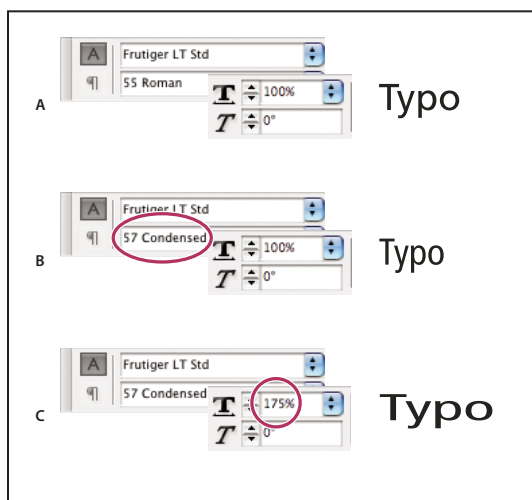 A Frutiger LT Std
¶ 55 Roman
T 100%
T 0°
A
Typo
A Frutiger LT Std
¶ 57 Condensed
T 100%
T 0°
B
Typo
A Frutiger LT Std
¶ 57 Condensed
T 175%
T 0°
C
Typo